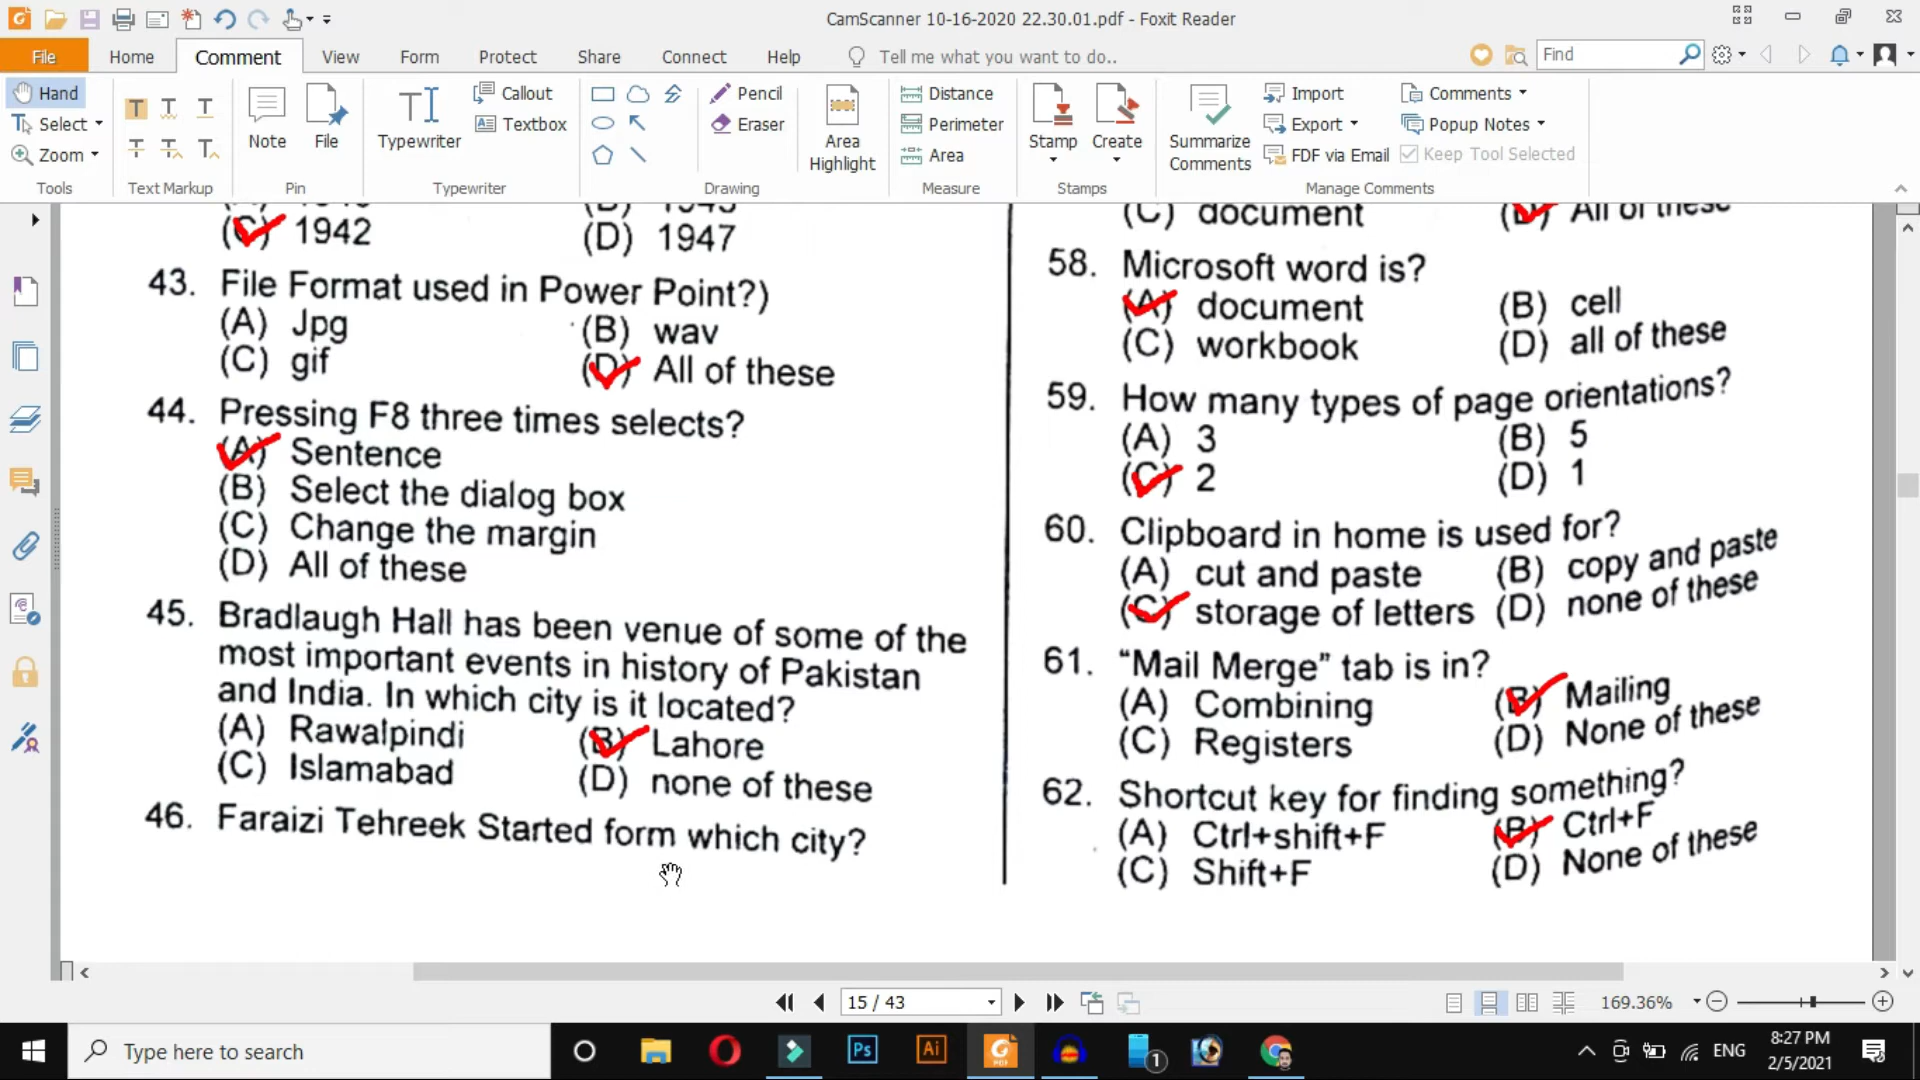 CamScanner 10-16-2020 22.30.01.pdf - Foxit Reader
File Home Comment View Form Protect Share Connect Help Tell me what you want to do.. Find
Hand
Select
Zoom
Tools
Text Markup
Note
File
Pin
Typewriter
Callout
Textbox
Typewriter
Pencil
Eraser
Drawing
Area
Highlight
Distance
Perimeter
Area
Measure
Stamp
Create
Stamps
Summarize
Comments
Import
Export
FDF via Email
Comments
Popup Notes
Keep Tool Selected
Manage Comments
(C) 1942 (D) 1947
43. File Format used in Power Point?)
(A) Jpg (B) wav
(C) gif (D) All of these
44. Pressing F8 three times selects?
(A) Sentence
(B) Select the dialog box
(C) Change the margin
(D) All of these
45. Bradlaugh Hall has been venue of some of the
most important events in history of Pakistan
and India. In which city is it located?
(A) Rawalpindi (B) Lahore
(C) Islamabad (D) none of these
46. Faraizi Tehreek Started form which city?
(C) document (D) All of these
58. Microsoft word is?
(A) document (B) cell
(C) workbook (D) all of these
59. How many types of page orientations?
(A) 3 (B) 5
(C) 2 (D) 1
60. Clipboard in home is used for?
(A) cut and paste (B) copy and paste
(C) storage of letters (D) none of these
61. "Mail Merge" tab is in?
(A) Combining (B) Mailing
(C) Registers (D) None of these
62. Shortcut key for finding something?
(A) Ctrl+shift+F (B) Ctrl+F
(C) Shift+F (D) None of these
15 / 43
169.36%
Type here to search
Ps
Ai
PDF
1
ENG
8:27 PM
2/5/2021